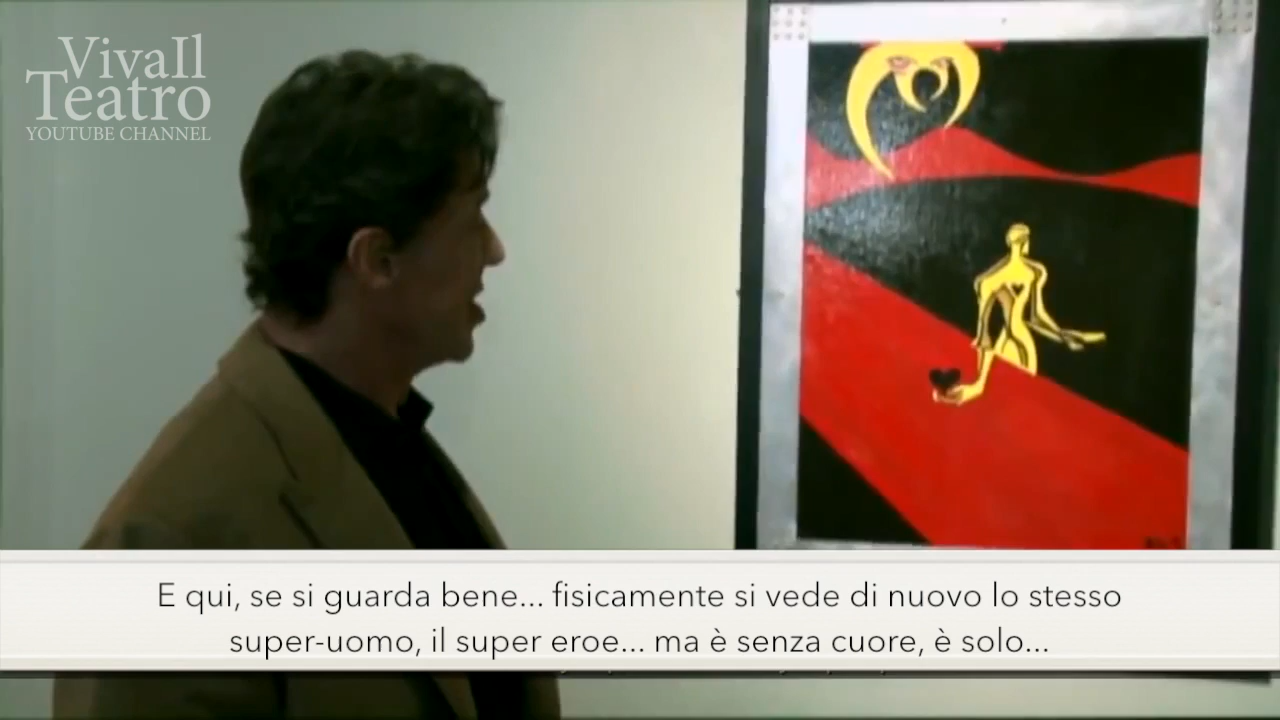 VivaIl
Teatro
YOUTUBE CHANNEL
E qui, se si guarda bene... fisicamente si vede di nuovo lo stesso
super-uomo, il super eroe... ma è senza cuore, è solo...